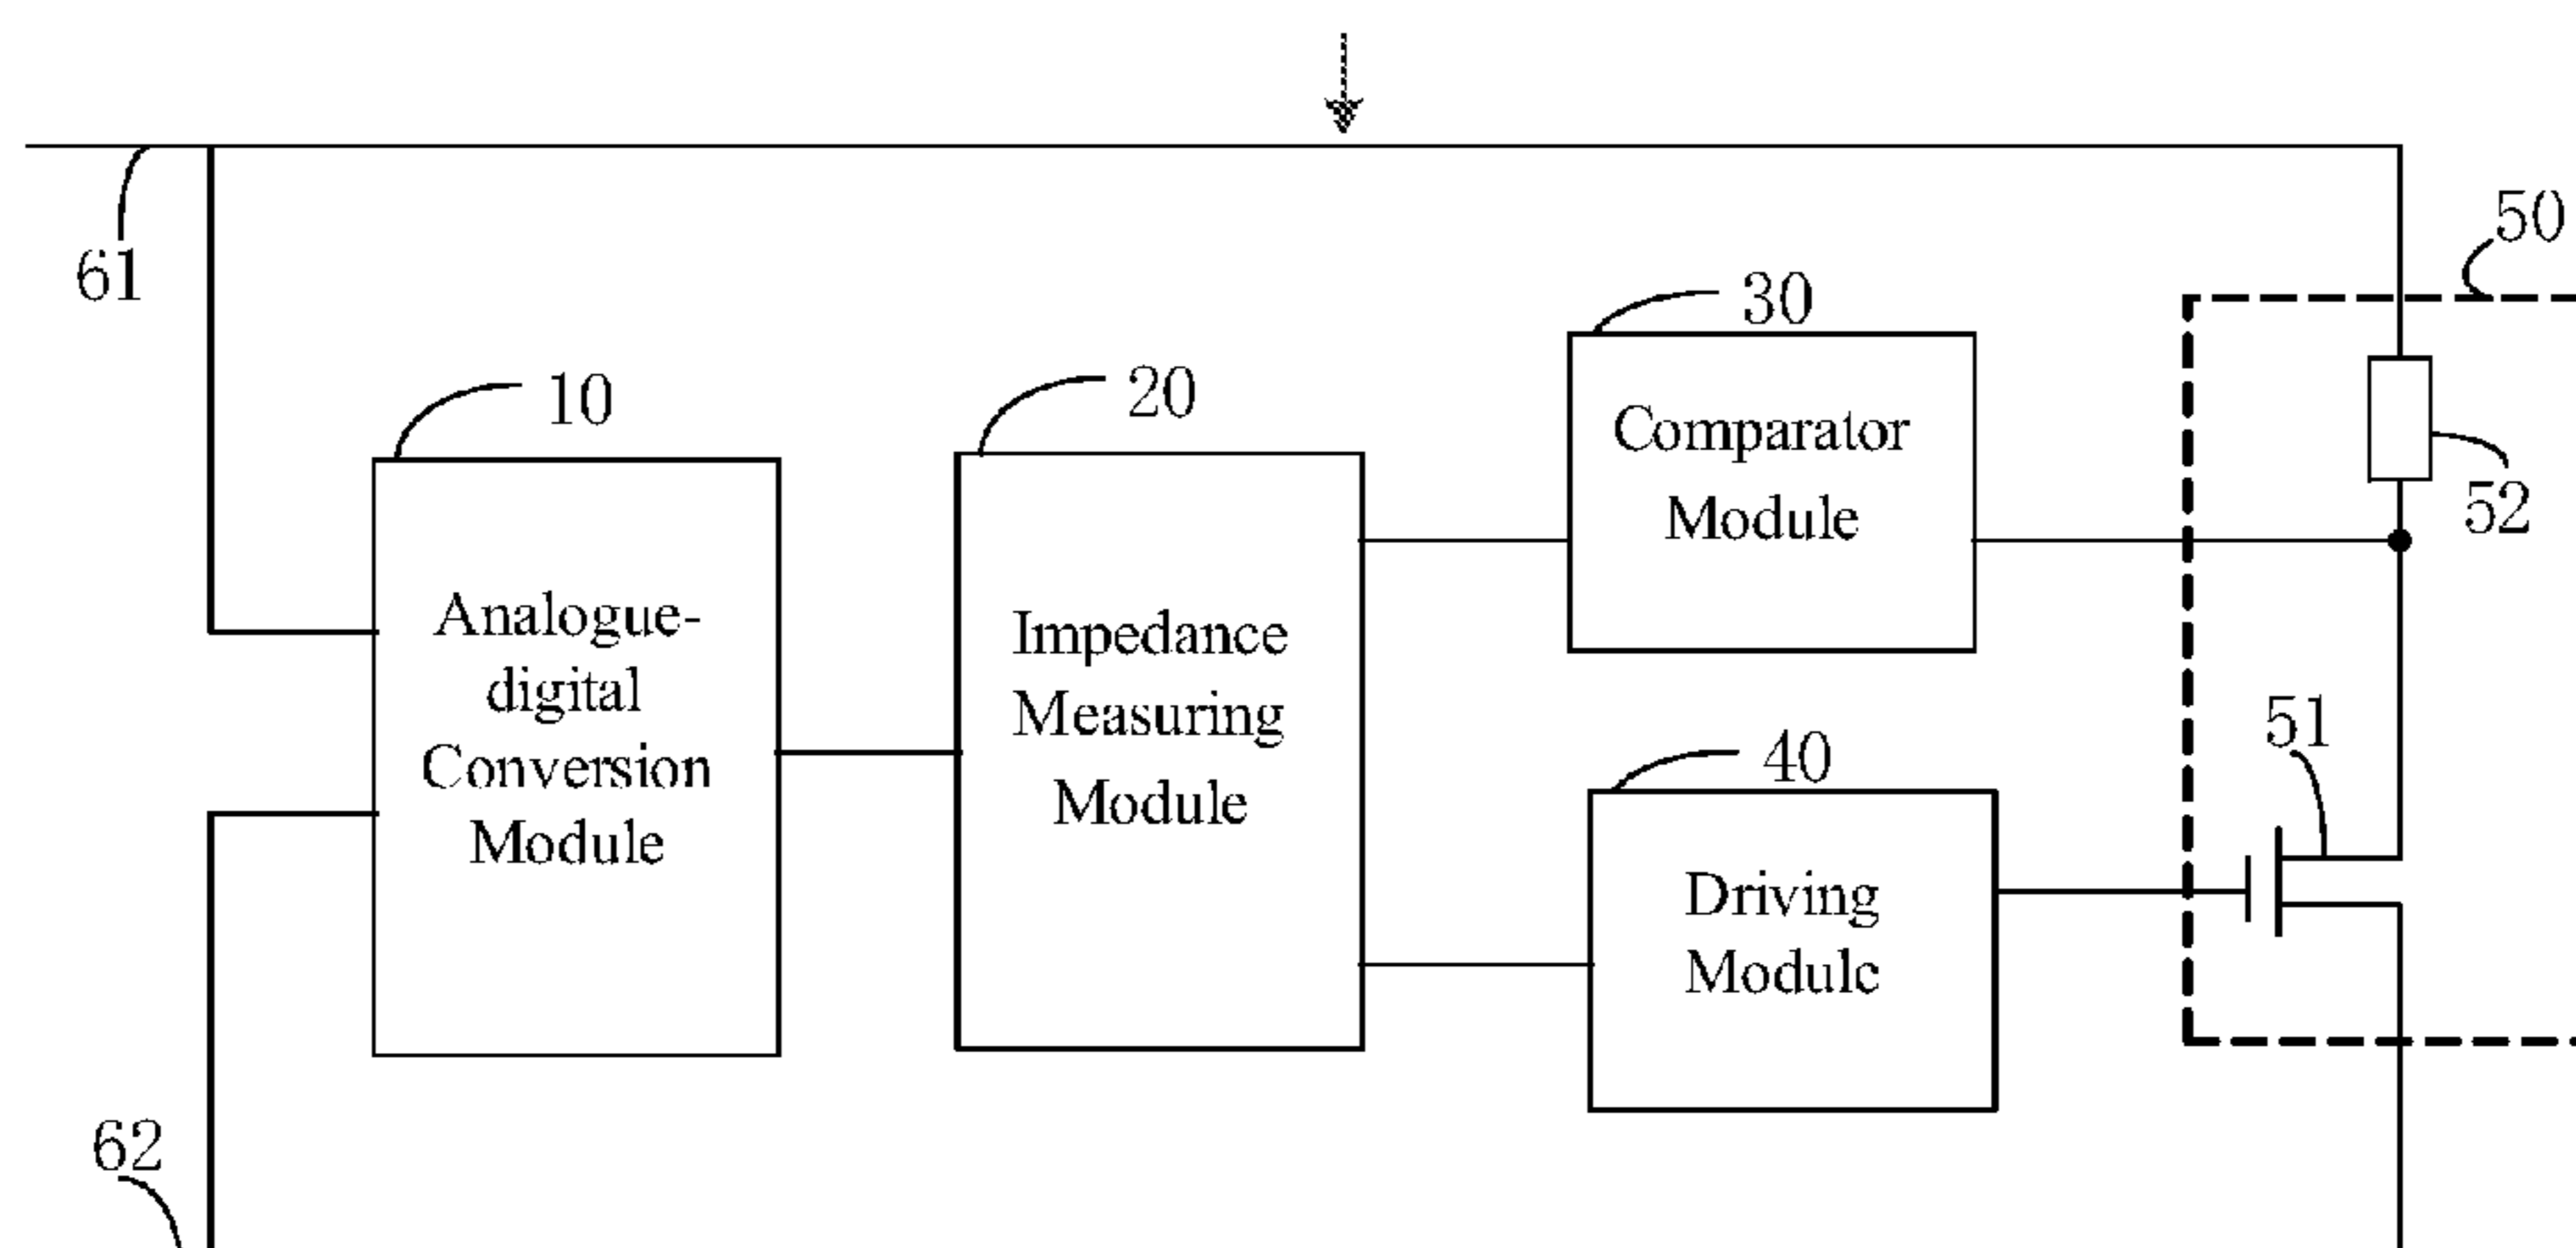 61
50
30
10
20
Comparator
Module
52
Analogue-
digital
Conversion
Module
Impedance
Measuring
Module
51
40
Driving
Module
62